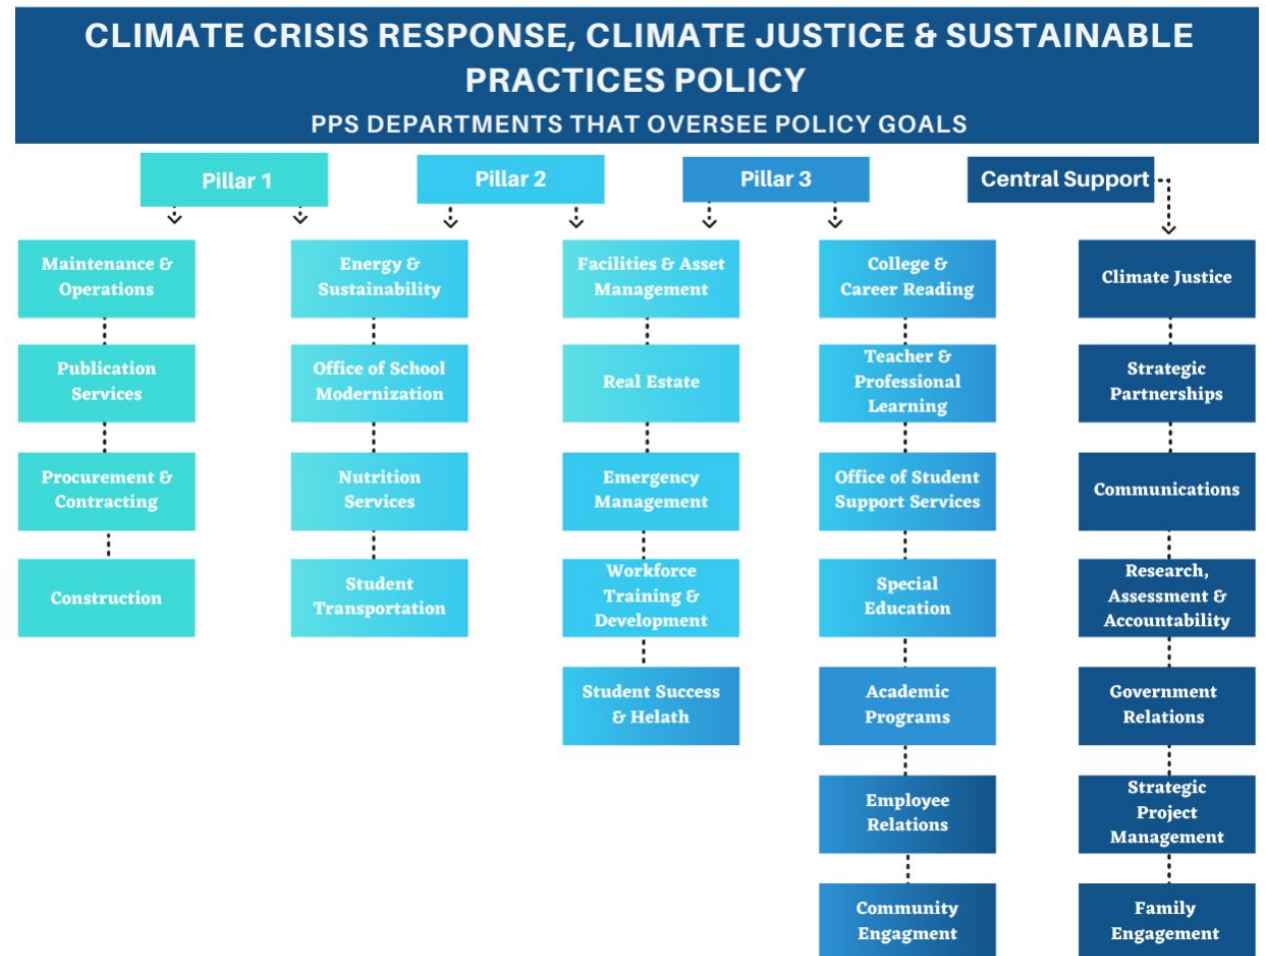 CLIMATE CRISIS RESPONSE, CLIMATE JUSTICE & SUSTAINABLE
PRACTICES POLICY
PPS DEPARTMENTS THAT OVERSEE POLICY GOALS
Pillar 1
Pillar 2
Pillar 3
Central Support
Maintenance &
Operations
Publication
Services
Procurement &
Contracting
Construction
Energy &
Sustainability
Office of School
Modernization
Nutrition
Services
Student
Transportation
Facilities & Asset
Management
Real Estate
Emergency
Management
Workforce
Training &
Development
Student Success
& Helath
College &
Career Reading
Teacher &
Professional
Learning
Office of Student
Support Services
Special
Education
Academic
Programs
Employee
Relations
Community
Engagment
Climate Justice
Strategic
Partnerships
Communications
Research,
Assessment &
Accountability
Government
Relations
Strategic
Project
Management
Family
Engagement